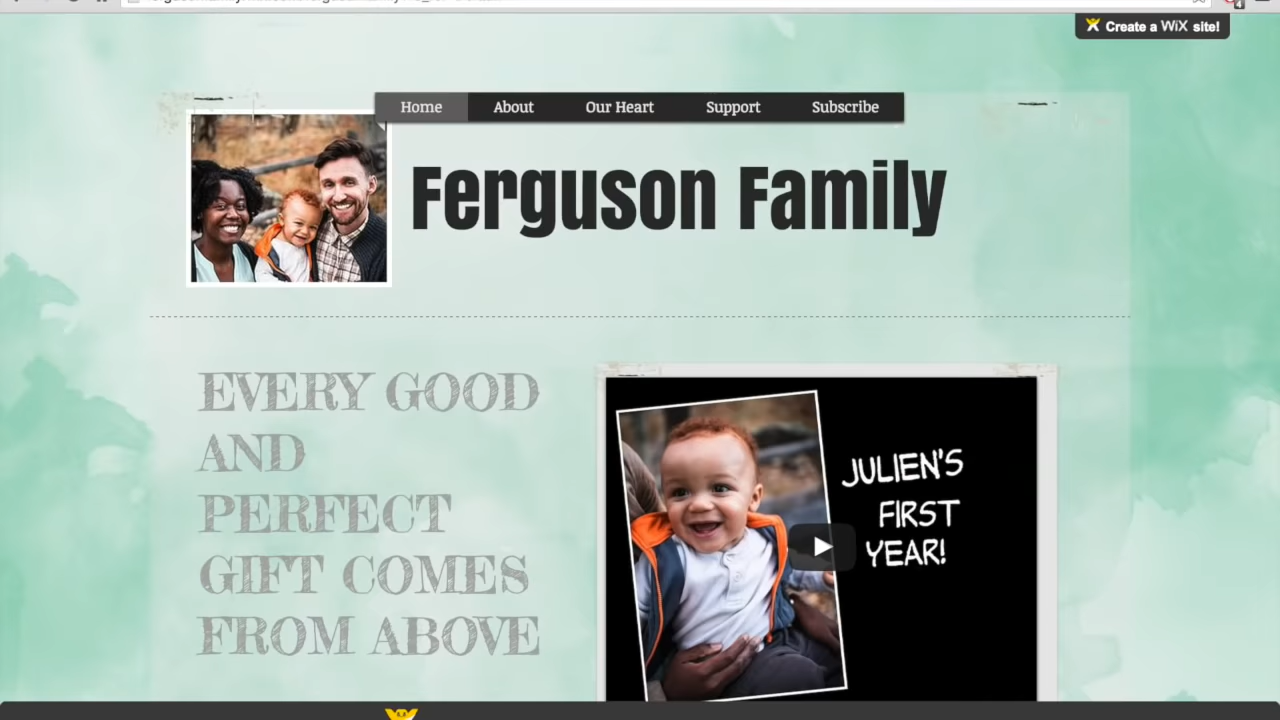 Create a WiX site!
Home About Our Heart Support Subscribe
Ferguson Family
EVERY GOOD
AND
PERFECT
GIFT COMES
FROM ABOVE
JULIEN'S
FIRST
YEAR!